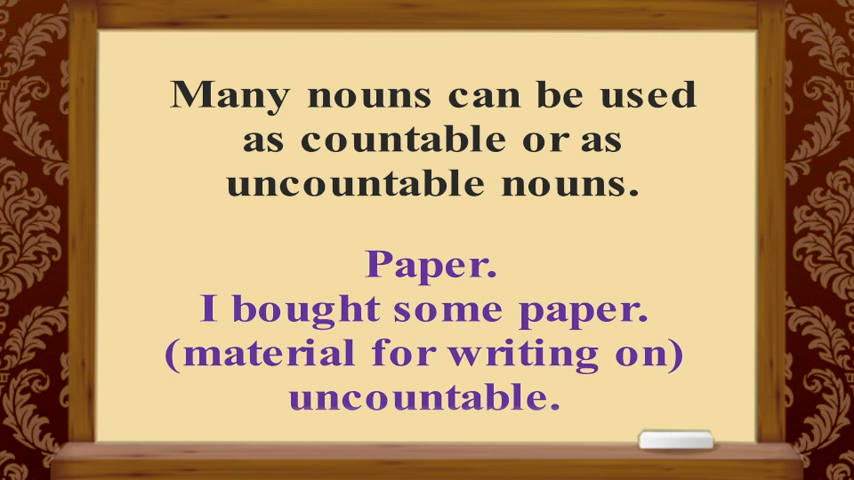 Many nouns can be used
as countable or as
uncountable nouns.
Paper.
I bought some paper.
(material for writing on)
uncountable.